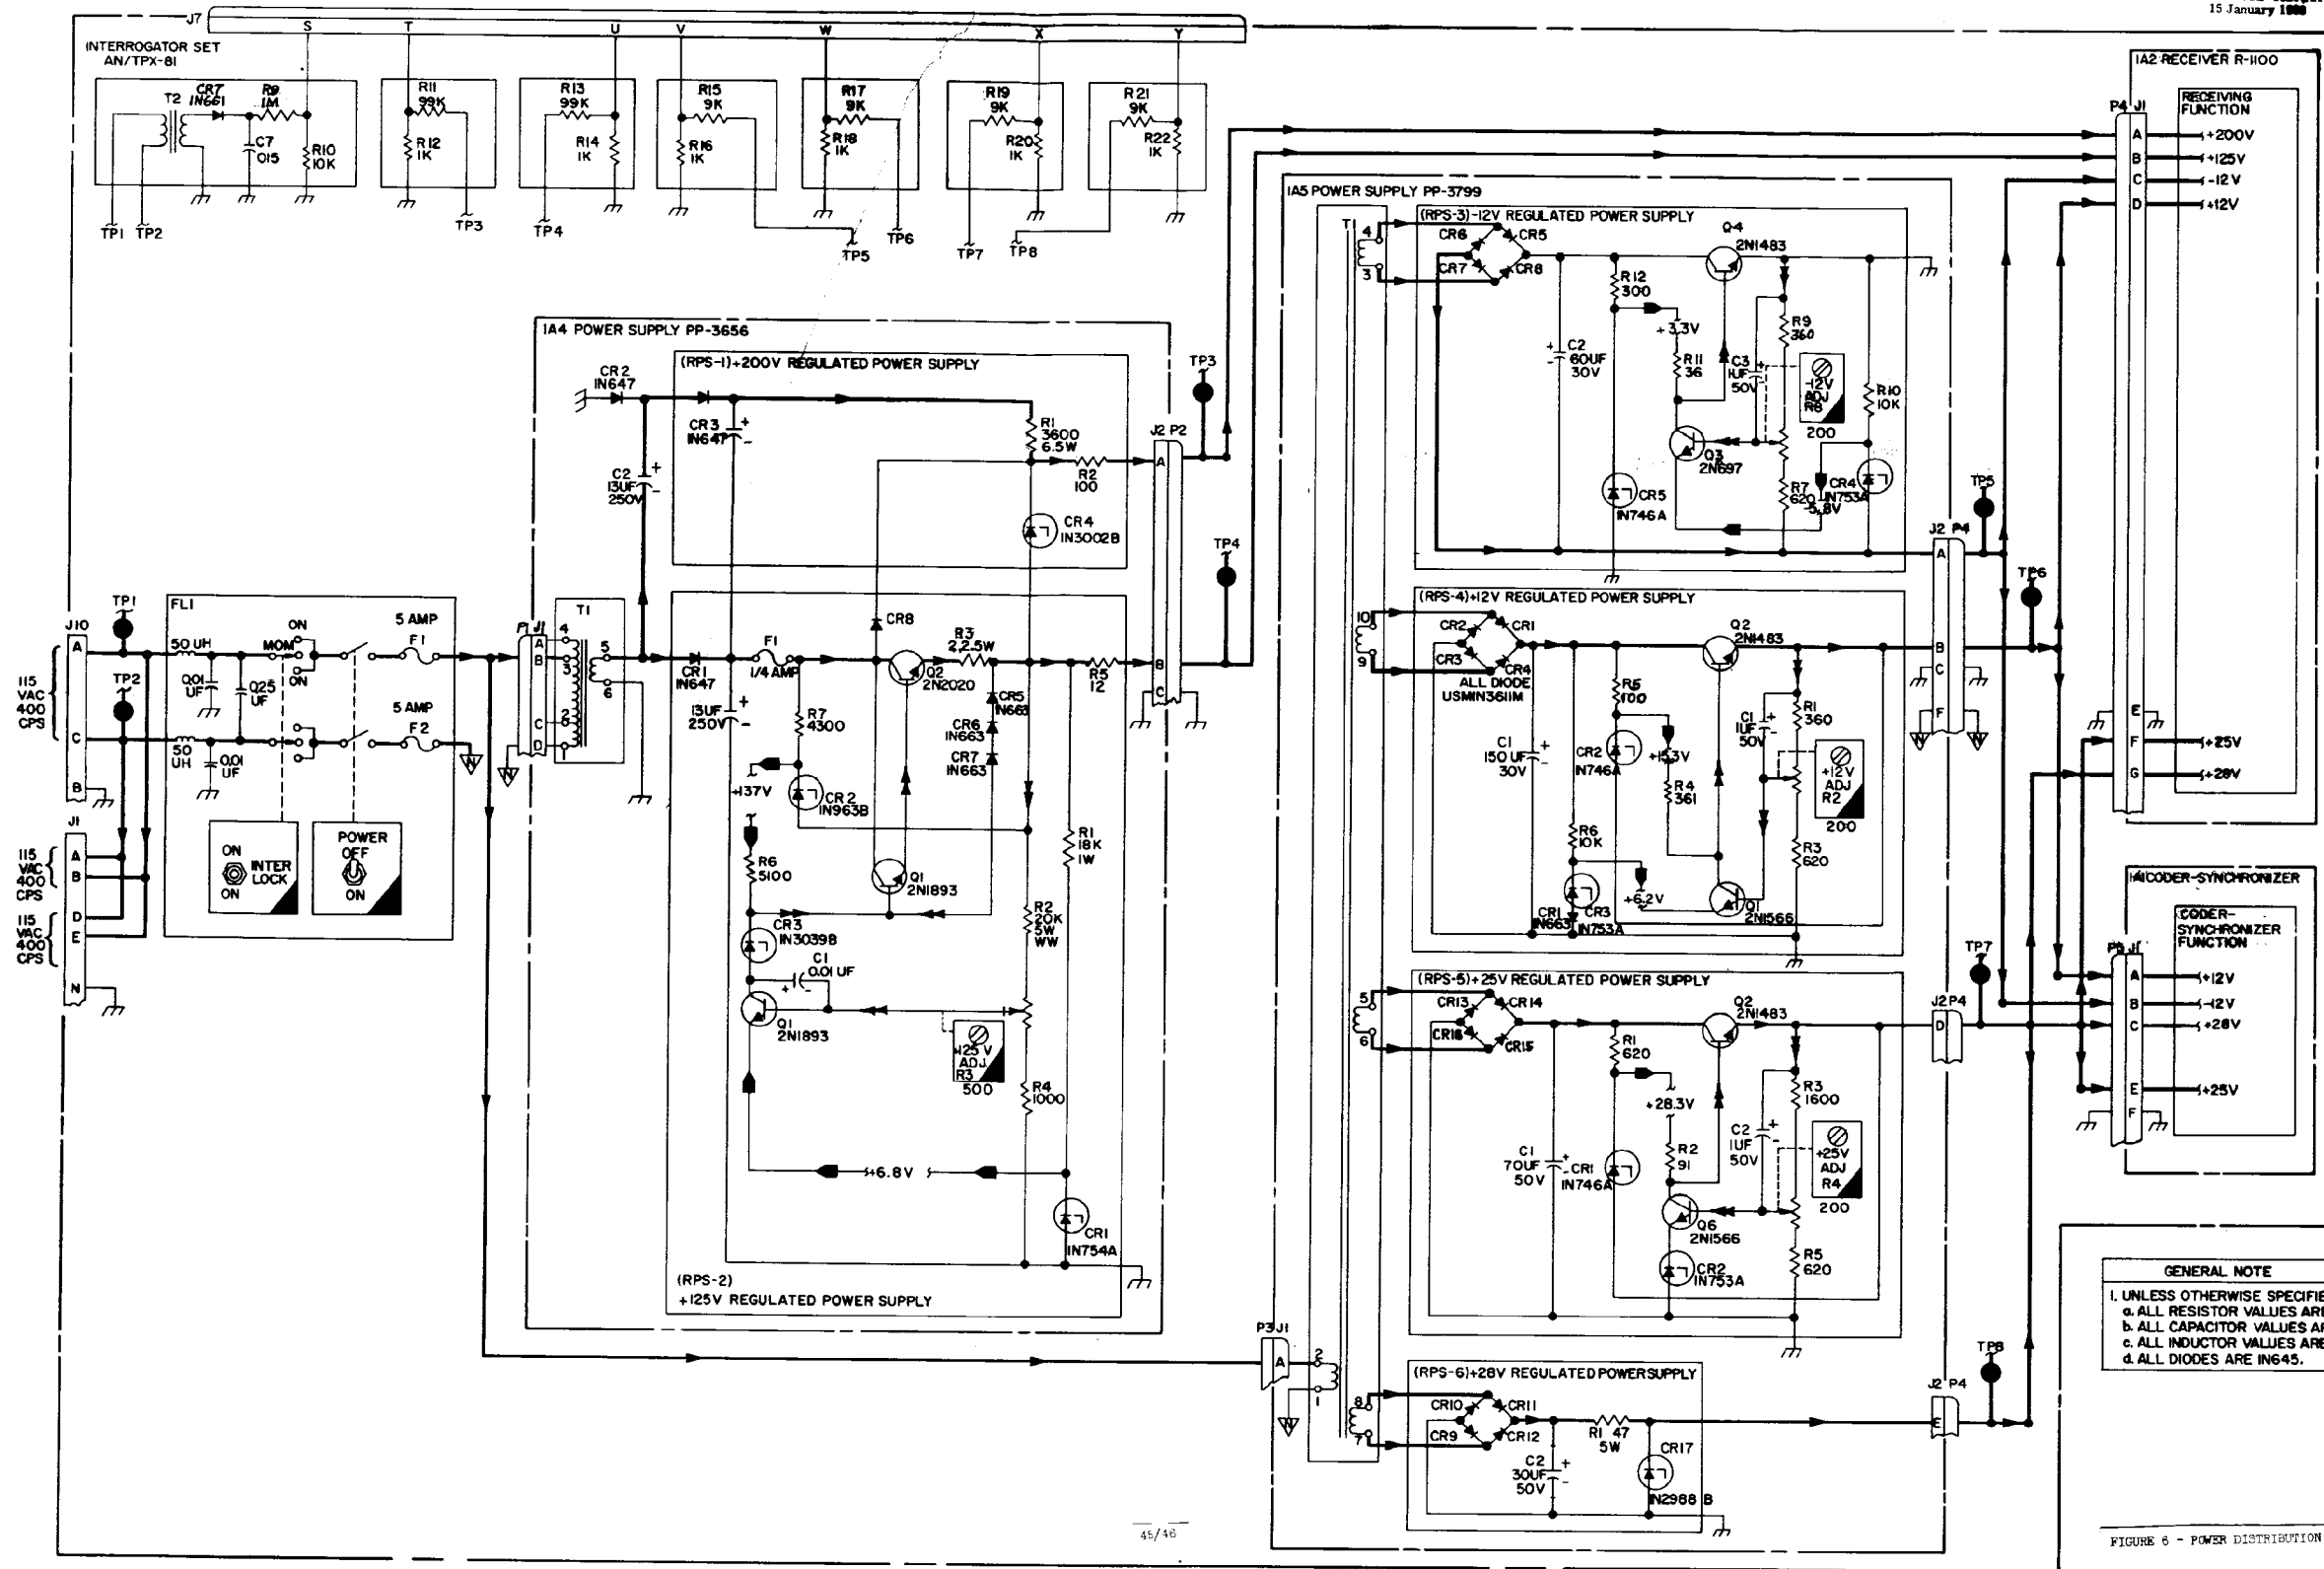 15 January
J7
S T U V W X Y
INTERROGATOR SET
AN/TPX-81
T2
CR7
IN661
R9
1M
C7
015
R10
10K
TP1 TP2
R11
99K
R12
1K
TP3
R13
99K
R14
1K
TP4
R15
9K
R16
1K
TP5
R17
9K
R18
1K
TP6
R19
9K
R20
1K
TP7
R21
9K
R22
1K
TP8
1A2 RECEIVER R-1100
RECEIVING
FUNCTION
P4 J1
A +200V
B +125V
C -12V
D +12V
E
F +25V
G +28V
1A4 POWER SUPPLY PP-3656
(RPS-1)+200V REGULATED POWER SUPPLY
CR2
IN647
CR3
IN647
C2
13UF
250V
R1
3600
6.5W
R2
100
CR4
IN3002B
J2 P2
A
B
C
TP3
TP4
J10
A
C
B
115
VAC
400
CPS
TP1
TP2
J1
A
B
D
E
N
115
VAC
400
CPS
115
VAC
400
CPS
FL1
50 UH
0.01
UF
0.25
UF
50
UH
0.01
UF
MOM
ON
ON
5 AMP
F1
5 AMP
F2
N
ON
INTER
LOCK
ON
POWER
OFF
ON
P1 J1
A
B
C
D
N
T1
4
3
2
1
5
6
CR1
IN647
F1
1/4 AMP
13UF
250V
CR8
Q2
2N2020
R3
2,2.5W
CR5
IN663
CR6
IN663
CR7
IN663
R5
12
R7
4300
+137V
CR2
IN963B
R6
5100
Q1
2N1893
R1
18K
1W
CR3
IN3039B
C1
0.01 UF
R2
20K
5W
WW
Q1
2N1893
ADJ
R3
500
R4
1000
+6.8V
CR1
IN754A
(RPS-2)
+125V REGULATED POWER SUPPLY
1A5 POWER SUPPLY PP-3799
T1
(RPS-3)-12V REGULATED POWER SUPPLY
4
3
CR6 CR5
CR7 CR8
C2
60UF
30V
R12
300
+3.3V
R11
36
Q4
2N1483
C3
1UF
50V
R9
360
-12V
ADJ
R8
200
R10
10K
Q3
2N697
CR5
IN746A
R7
620
CR4
IN753A
J2 P4
A
B
C
F
N N
TP5
TP6
(RPS-4)+12V REGULATED POWER SUPPLY
10
9
CR2 CR1
CR3 CR4
ALL DIODE
USMIN3611M
C1
150 UF
30V
R5
100
CR2
IN746A
R4
361
R6
10K
CR1
IN663
CR3
IN753A
+6.2V
Q2
2N1483
C1
1UF
50V
R1
360
+12V
ADJ
R2
200
R3
620
Q1
2N1566
(RPS-5)+25V REGULATED POWER SUPPLY
5
6
CR13 CR14
CR16 CR15
C1
70UF
50V
R1
620
+28.3V
CR1
IN746A
R2
91
Q2
2N1483
C2
1UF
50V
R3
1600
+25V
ADJ
R4
200
Q6
2N1566
CR2
IN753A
R5
620
J2 P4
D
TP7
CODER-SYNCHRONIZER
CODER-
SYNCHRONIZER
FUNCTION
P5 J1
A +12V
B -12V
C +28V
E +25V
F
P3 J1
A
2
1
N
(RPS-6)+28V REGULATED POWER SUPPLY
8
7
CR10 CR11
CR9 CR12
C2
30UF
50V
R1 47
5W
CR17
IN2988 B
J2 P4
E
TP8
GENERAL NOTE
1. UNLESS OTHERWISE SPECIFIE
a. ALL RESISTOR VALUES ARE
b. ALL CAPACITOR VALUES AR
c. ALL INDUCTOR VALUES ARE
d. ALL DIODES ARE IN645.
45/46
FIGURE 6 - POWER DISTRIBUTION